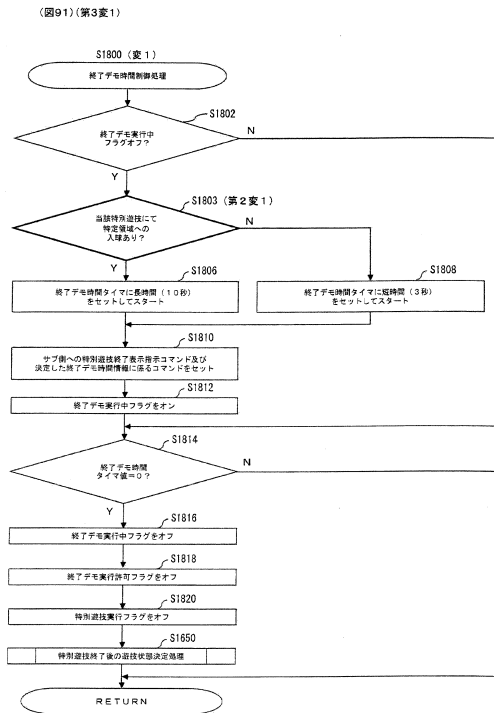 (図91)(第3変1)
S1800(変1)
終了デモ時間制御処理
S1802
終了デモ実行中
フラグオフ?
N
Y
S1803(第2変1)
当該特別遊技にて
特定領域への
入球あり?
N
Y
S1806
終了デモ時間タイマに長時間(10秒)
をセットしてスタート
S1808
終了デモ時間タイマに短時間(3秒)
をセットしてスタート
S1810
サブ側への特別遊技終了表示指示コマンド及び
決定した終了デモ時間情報に係るコマンドをセット
S1812
終了デモ実行中フラグをオン
S1814
終了デモ時間
タイマ値=0?
N
Y
S1816
終了デモ実行中フラグをオフ
S1818
終了デモ実行許可フラグをオフ
S1820
特別遊技実行フラグをオフ
S1650
特別遊技終了後の遊技状態決定処理
RETURN